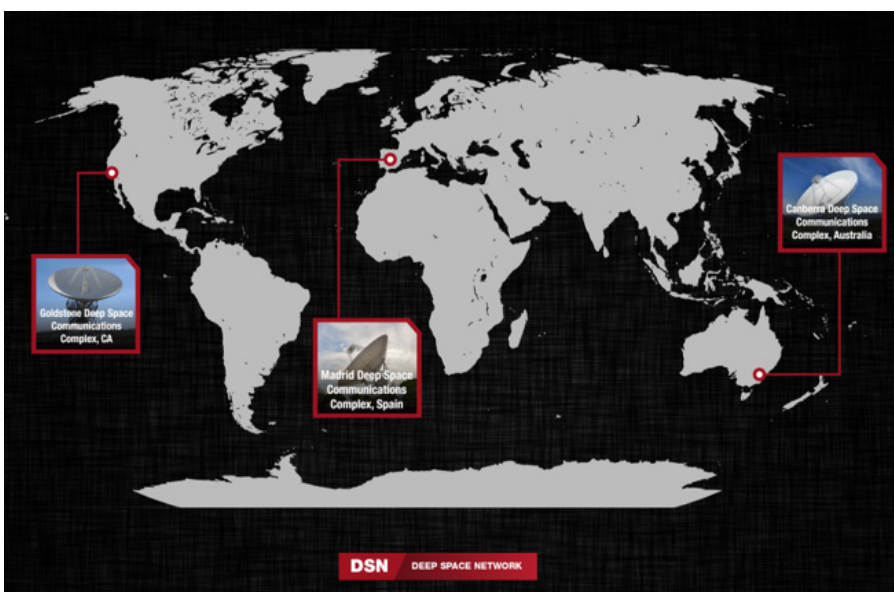 Canberra Deep Space
Communications
Complex, Australia
Goldstone Deep Space
Communications
Complex, CA
Madrid Deep Space
Communications
Complex, Spain
DSN DEEP SPACE NETWORK